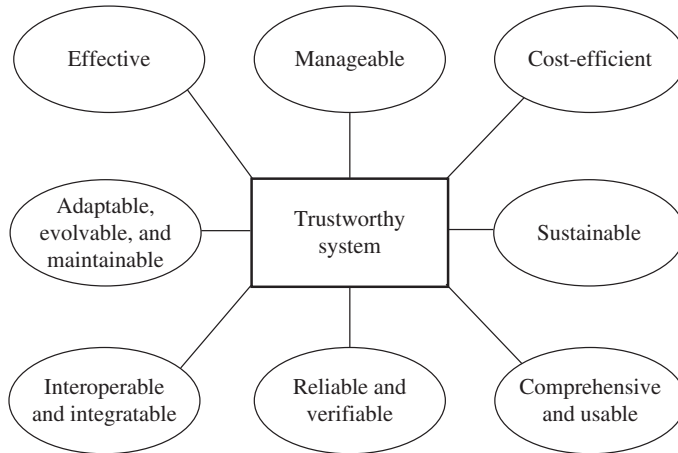 Effective
Manageable
Cost-efficient
Adaptable,
evolvable, and
maintainable
Trustworthy
system
Sustainable
Interoperable
and integratable
Reliable and
verifiable
Comprehensive
and usable